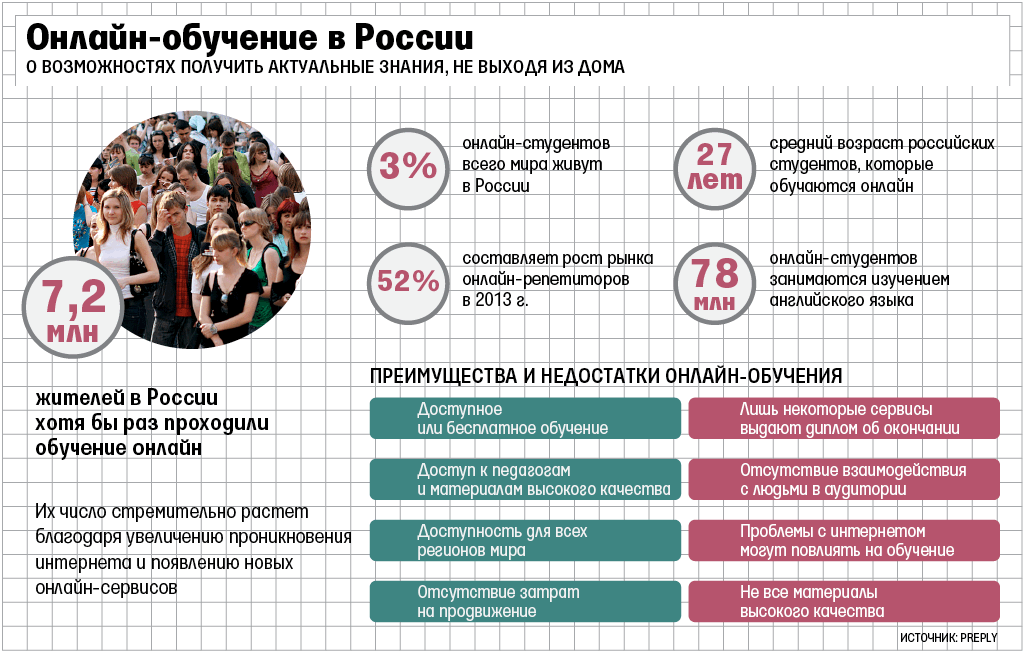 Онлайн-обучение в России
О ВОЗМОЖНОСТЯХ ПОЛУЧИТЬ АКТУАЛЬНЫЕ ЗНАНИЯ, НЕ ВЫХОДЯ ИЗ ДОМА
7,2
млн
жителей в России
хотя бы раз проходили
обучение онлайн
Их число стремительно растет
благодаря увеличению проникновения
интернета и появлению новых
онлайн-сервисов
3%
онлайн-студентов
всего мира живут
в России
27
лет
средний возраст российских
студентов, которые
обучаются онлайн
52%
составляет рост рынка
онлайн-репетиторов
в 2013 г.
78
млн
онлайн-студентов
занимаются изучением
английского языка
ПРЕИМУЩЕСТВА И НЕДОСТАТКИ ОНЛАЙН-ОБУЧЕНИЯ
Доступное
или бесплатное обучение
Лишь некоторые сервисы
выдают диплом об окончании
Доступ к педагогам
и материалам высокого качества
Отсутствие взаимодействия
с людьми в аудитории
Доступность для всех
регионов мира
Проблемы с интернетом
могут повлиять на обучение
Отсутствие затрат
на продвижение
Не все материалы
высокого качества
ИСТОЧНИК: PREPLY